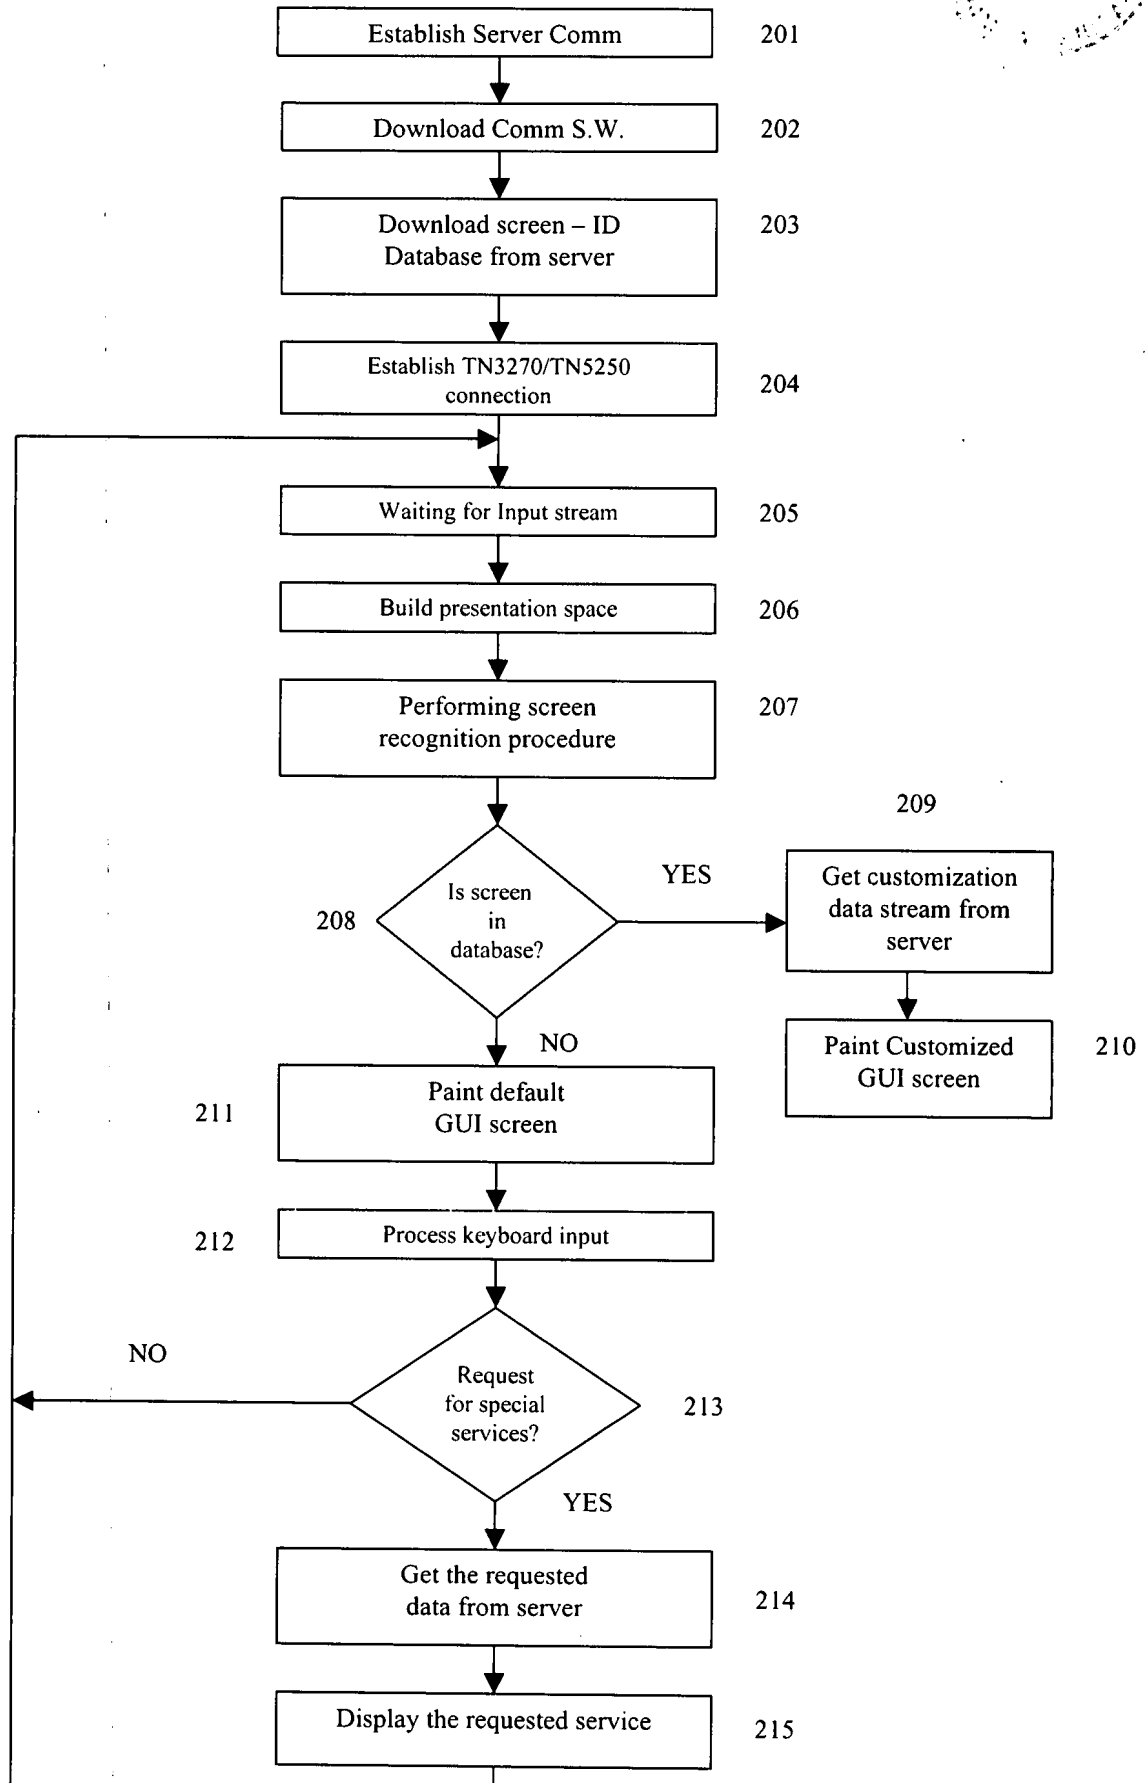 Establish Server Comm
201
Download Comm S.W.
202
Download screen – ID
Database from server
203
Establish TN3270/TN5250
connection
204
Waiting for Input stream
205
Build presentation space
206
Performing screen
recognition procedure
207
209
208
Is screen
in
database?
YES
Get customization
data stream from
server
NO
Paint Customized
GUI screen
210
211
Paint default
GUI screen
212
Process keyboard input
NO
Request
for special
services?
213
YES
Get the requested
data from server
214
Display the requested service
215